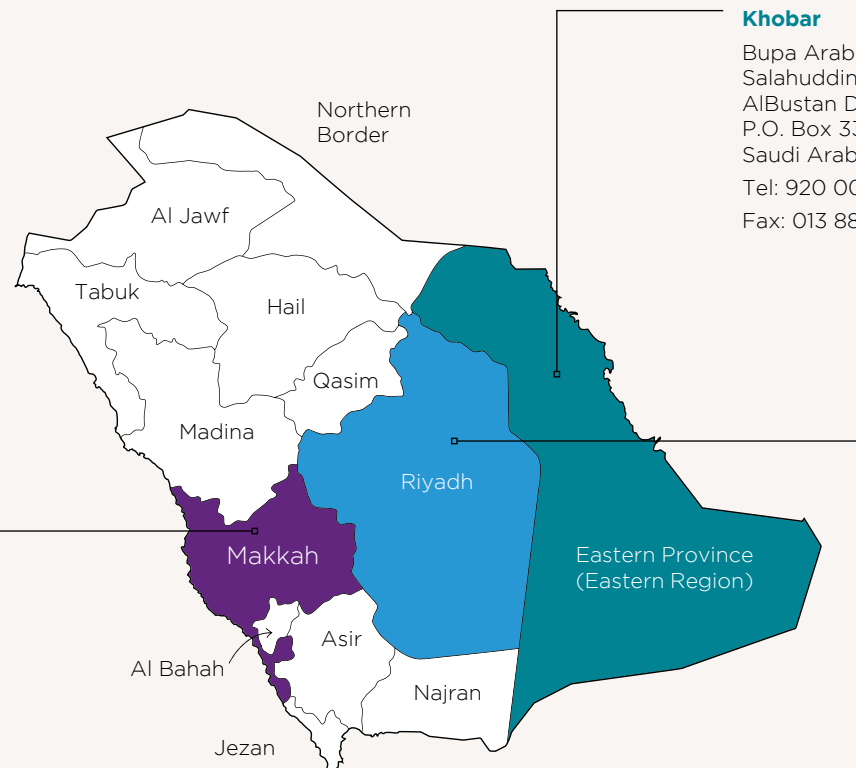 Khobar
Bupa Arab
Salahuddin
AlBustan D
P.O. Box 33
Saudi Arab
Tel: 920 00
Fax: 013 88
Northern
Border
Al Jawf
Tabuk
Hail
Qasim
Madina
Riyadh
Makkah
Eastern Province
(Eastern Region)
Asir
Al Bahah
Najran
Jezan